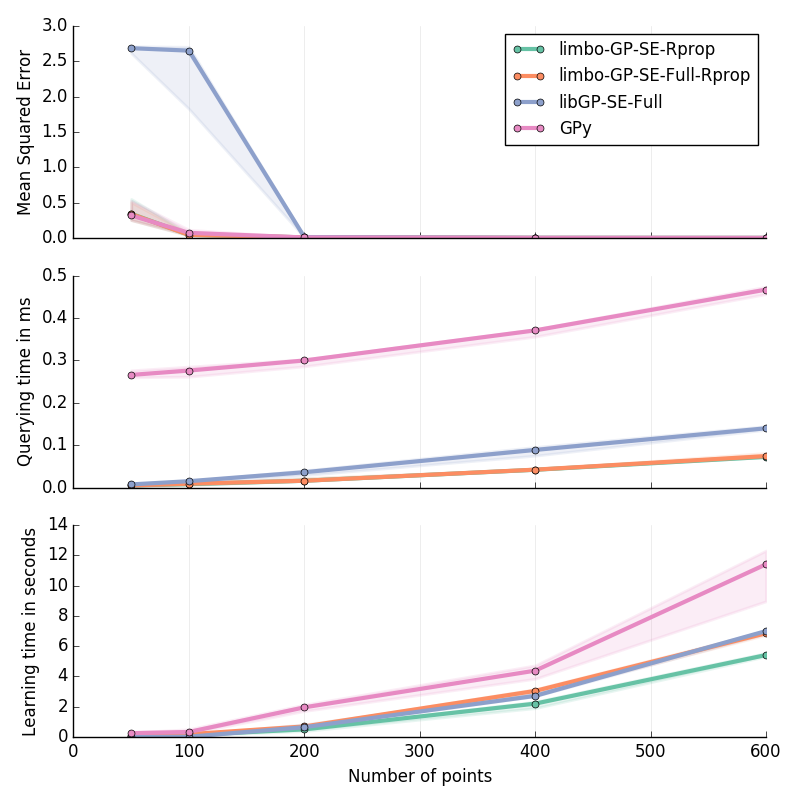 Mean Squared Error
3.0
2.5
2.0
1.5
1.0
0.5
0.0
limbo-GP-SE-Rprop
limbo-GP-SE-Full-Rprop
libGP-SE-Full
GPy
Querying time in ms
0.5
0.4
0.3
0.2
0.1
0.0
Learning time in seconds
14
12
10
8
6
4
2
0
0 100 200 300 400 500 600
Number of points